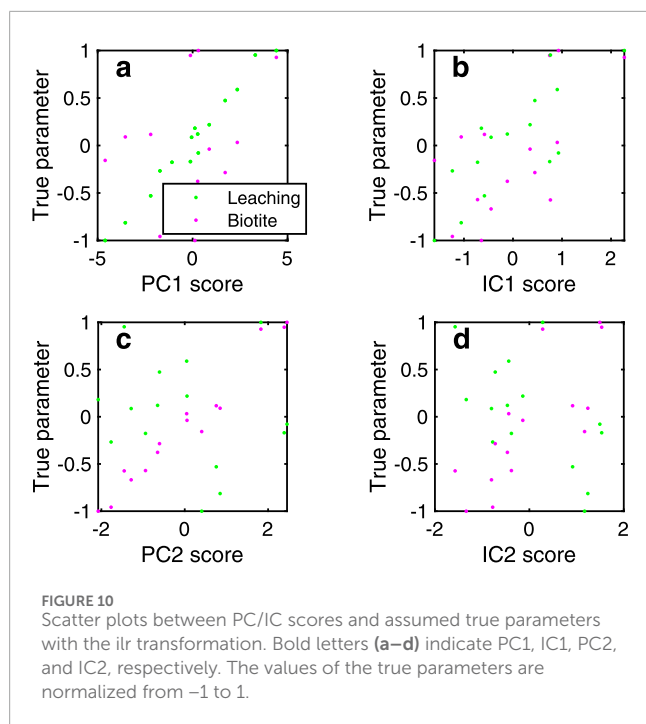 a
1
0.5
0
-0.5
-1
True parameter
-5
0
5
PC1 score
Leaching
Biotite
b
1
0.5
0
-0.5
-1
True parameter
-1
0
1
2
IC1 score
c
1
0.5
0
-0.5
-1
True parameter
-2
0
2
PC2 score
d
1
0.5
0
-0.5
-1
True parameter
-2
0
2
IC2 score
FIGURE 10
Scatter plots between PC/IC scores and assumed true parameters
with the ilr transformation. Bold letters (a–d) indicate PC1, IC1, PC2,
and IC2, respectively. The values of the true parameters are
normalized from –1 to 1.